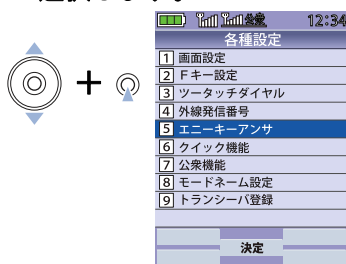 選択します。
公衆 12:34
各種設定
1 画面設定
2 Fキー設定
3 ツータッチダイヤル
4 外線発信番号
5 エニーキーアンサ
6 クイック機能
7 公衆機能
8 モードネーム設定
9 トランシーバ登録
決定